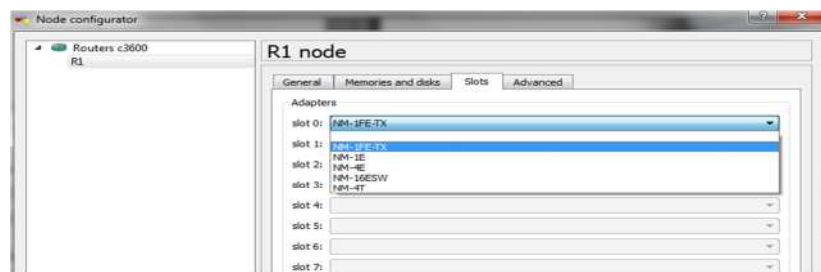 Node configurator
Routers c3600
R1
R1 node
General Memories and disks Slots Advanced
Adapters
slot 0: NM-1FE-TX
slot 1:
NM-1FE-TX
NM-1E
slot 2:
NM-4E
NM-16ESW
slot 3:
NM-4T
slot 4:
slot 5:
slot 6:
slot 7: